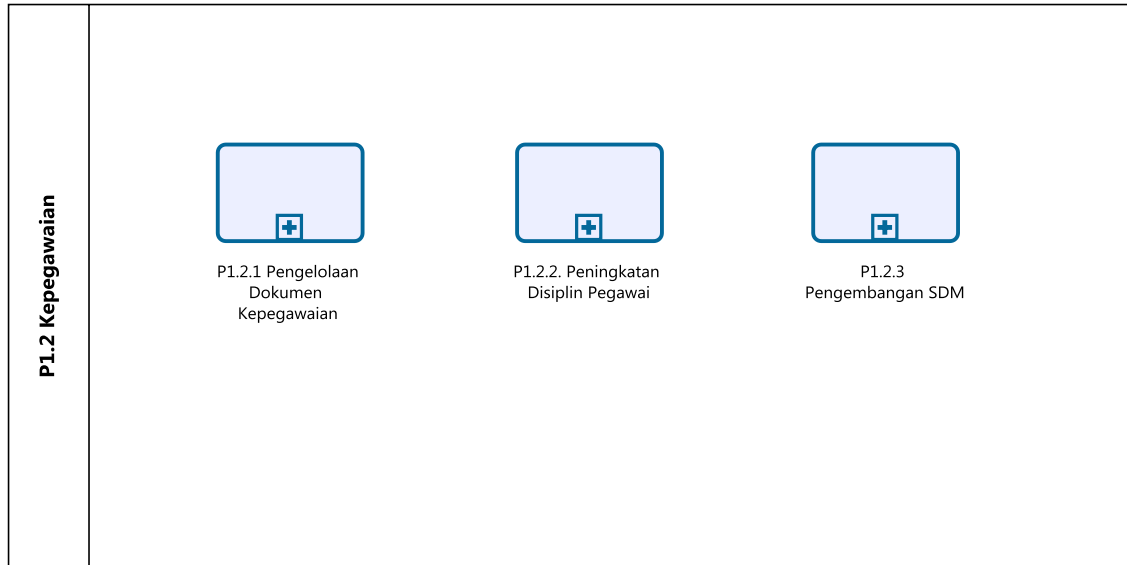 P1.2 Kepegawaian
P1.2.1 Pengelolaan
Dokumen
Kepegawaian
P1.2.2. Peningkatan
Disiplin Pegawai
P1.2.3
Pengembangan SDM